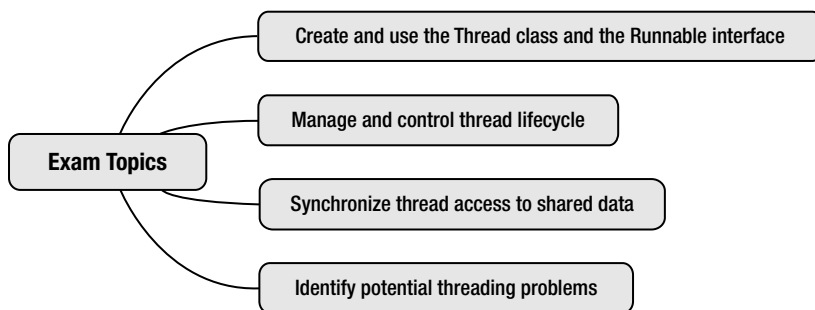 Create and use the Thread class and the Runnable interface
Manage and control thread lifecycle
Exam Topics
Synchronize thread access to shared data
Identify potential threading problems